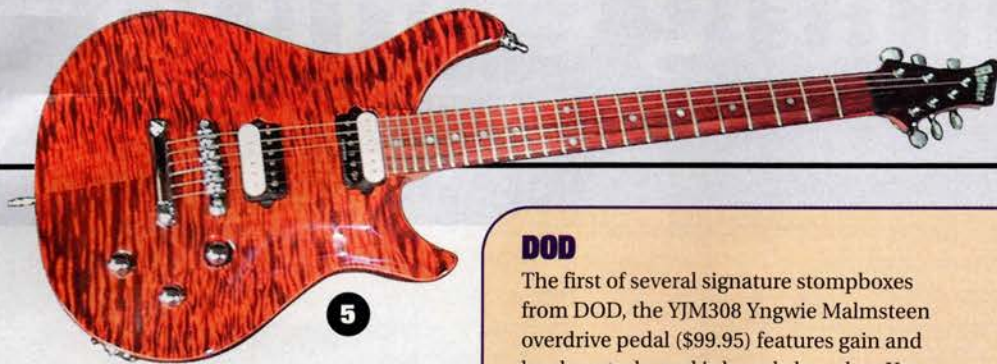 5
DOD
The first of several signature stompboxes
from DOD, the YJM308 Yngwie Malmsteen
overdrive pedal ($99.95) features gain and